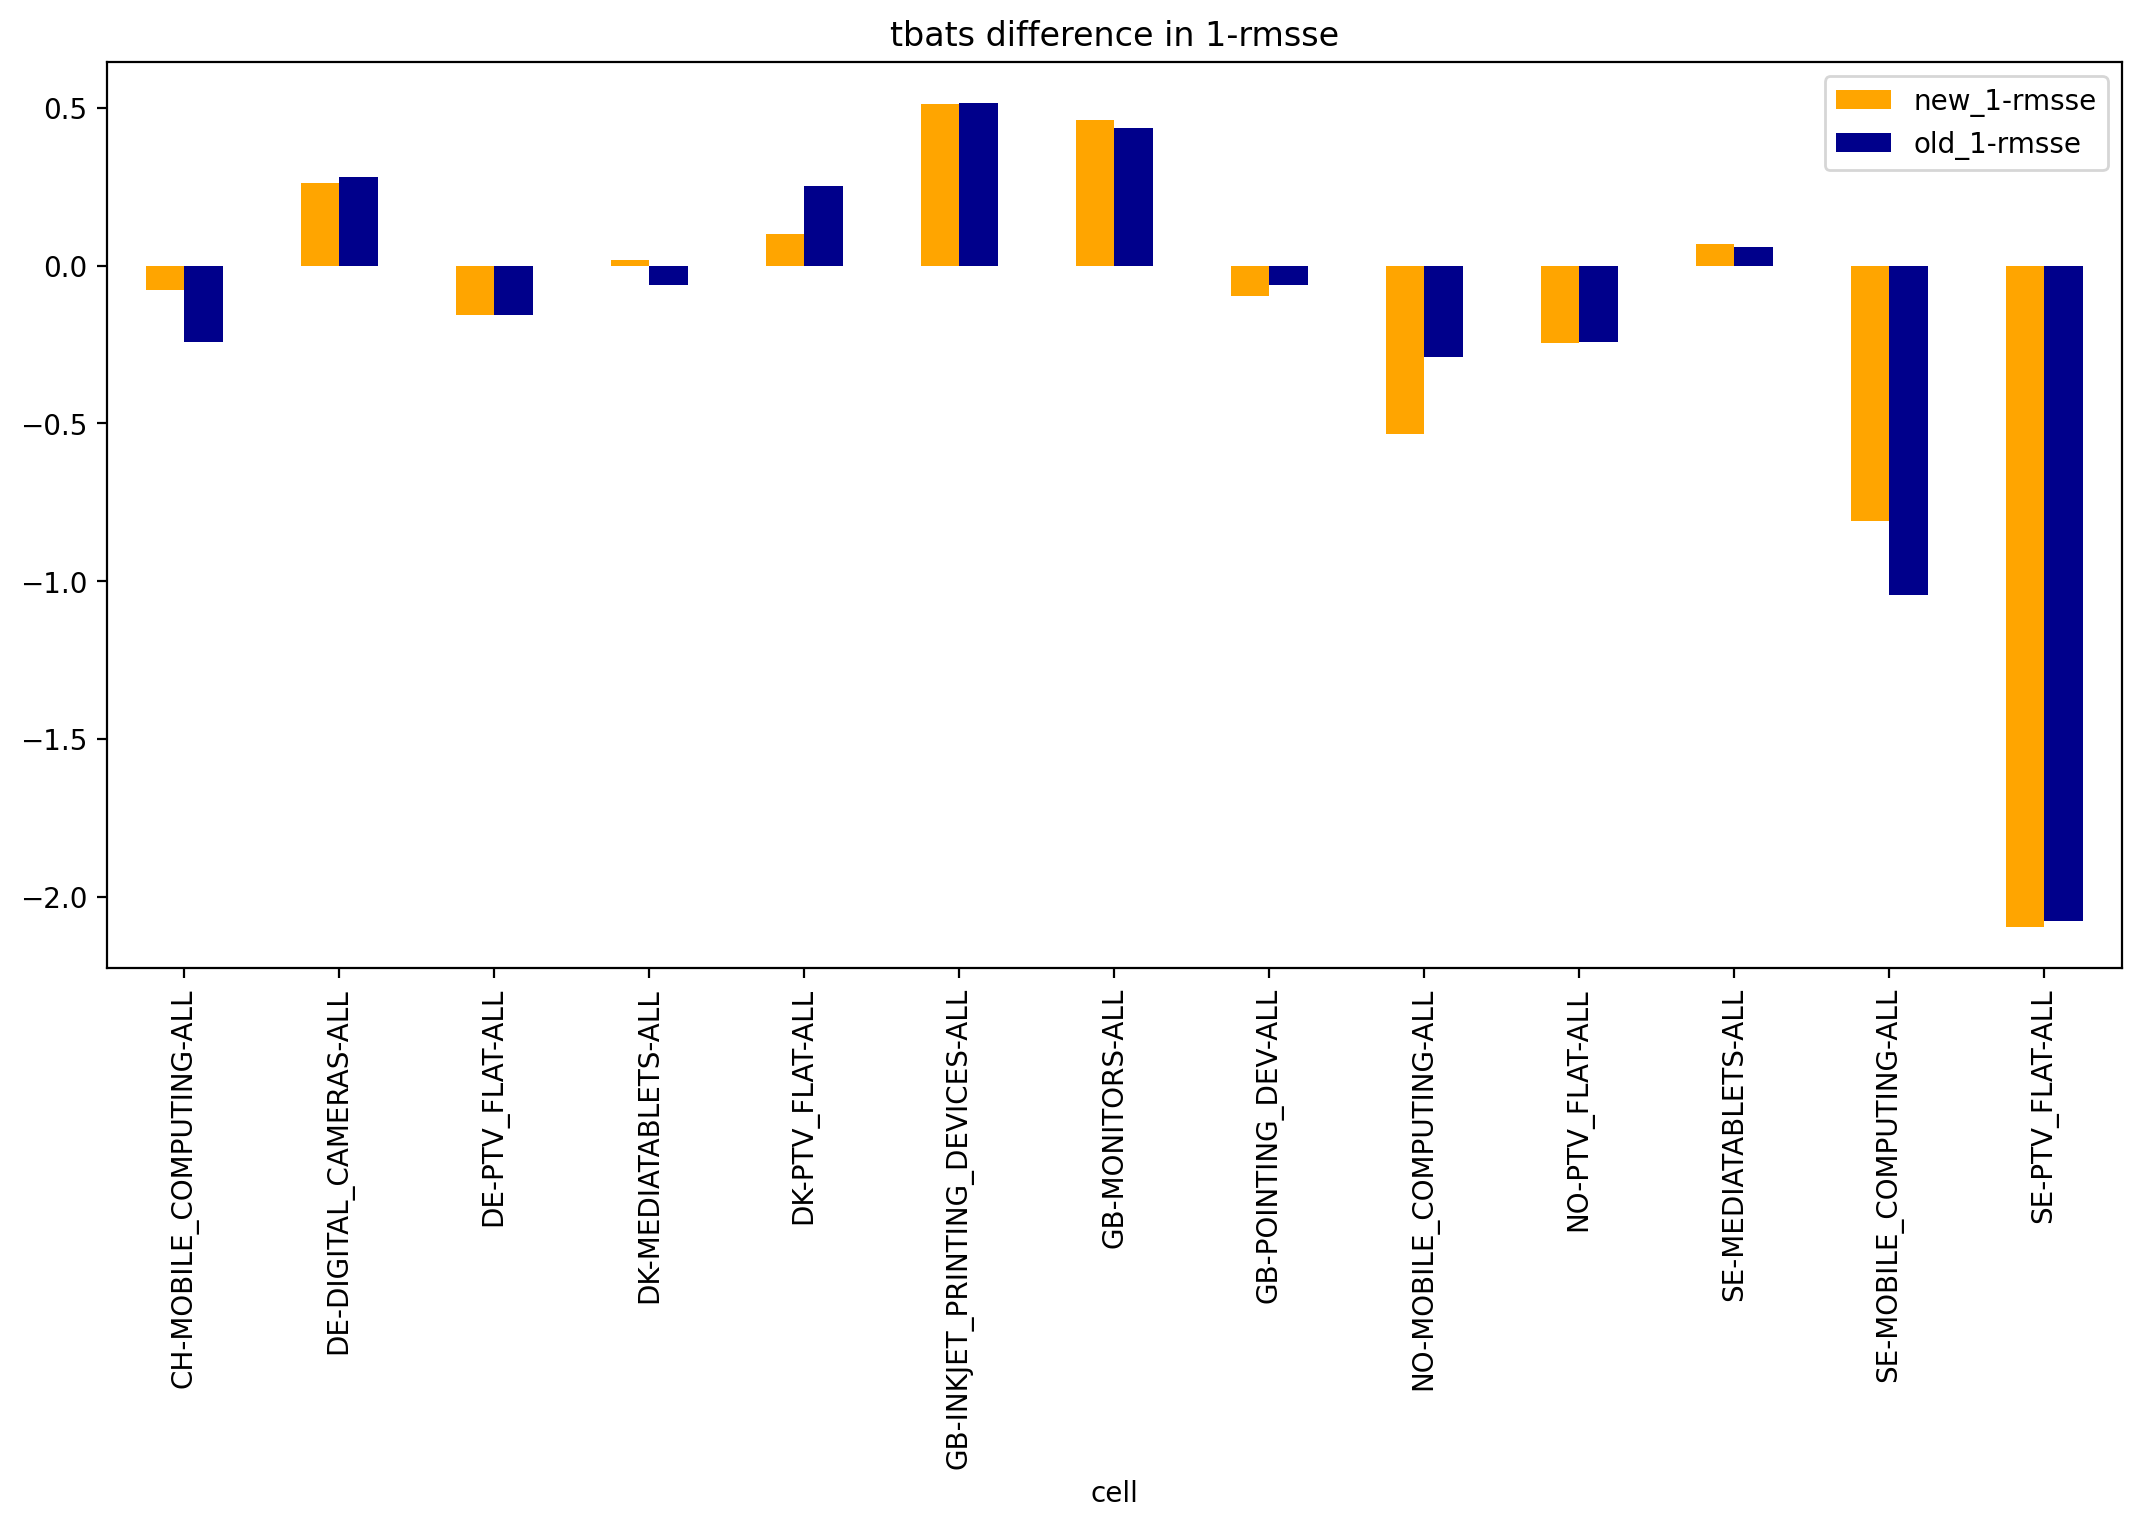 tbats difference in 1-rmsse
new_1-rmsse
old_1-rmsse
0.5
0.0
−0.5
−1.0
−1.5
−2.0
CH-MOBILE_COMPUTING-ALL
DE-DIGITAL_CAMERAS-ALL
DE-PTV_FLAT-ALL
DK-MEDIATABLETS-ALL
DK-PTV_FLAT-ALL
GB-INKJET_PRINTING_DEVICES-ALL
GB-MONITORS-ALL
GB-POINTING_DEV-ALL
NO-MOBILE_COMPUTING-ALL
NO-PTV_FLAT-ALL
SE-MEDIATABLETS-ALL
SE-MOBILE_COMPUTING-ALL
SE-PTV_FLAT-ALL
cell